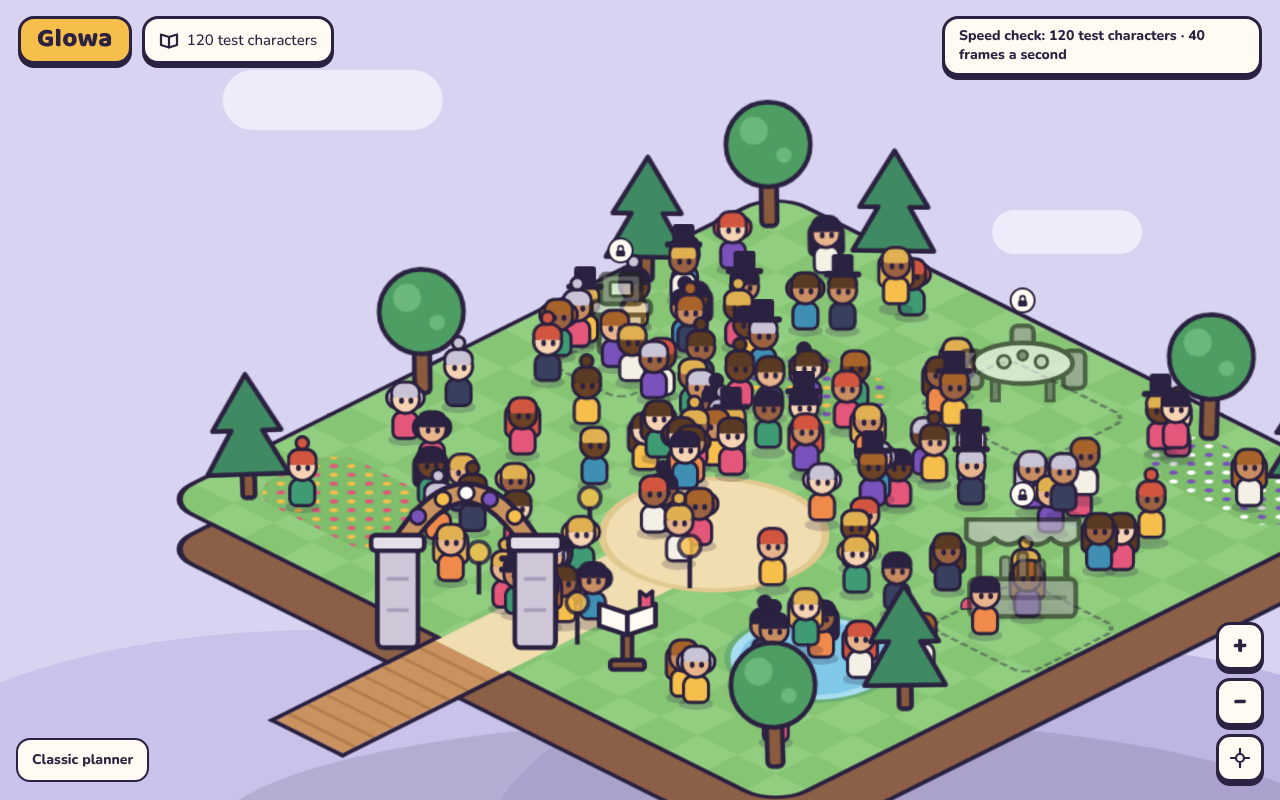 Glowa
120 test characters
Speed check: 120 test characters · 40
frames a second
+
-
Classic planner